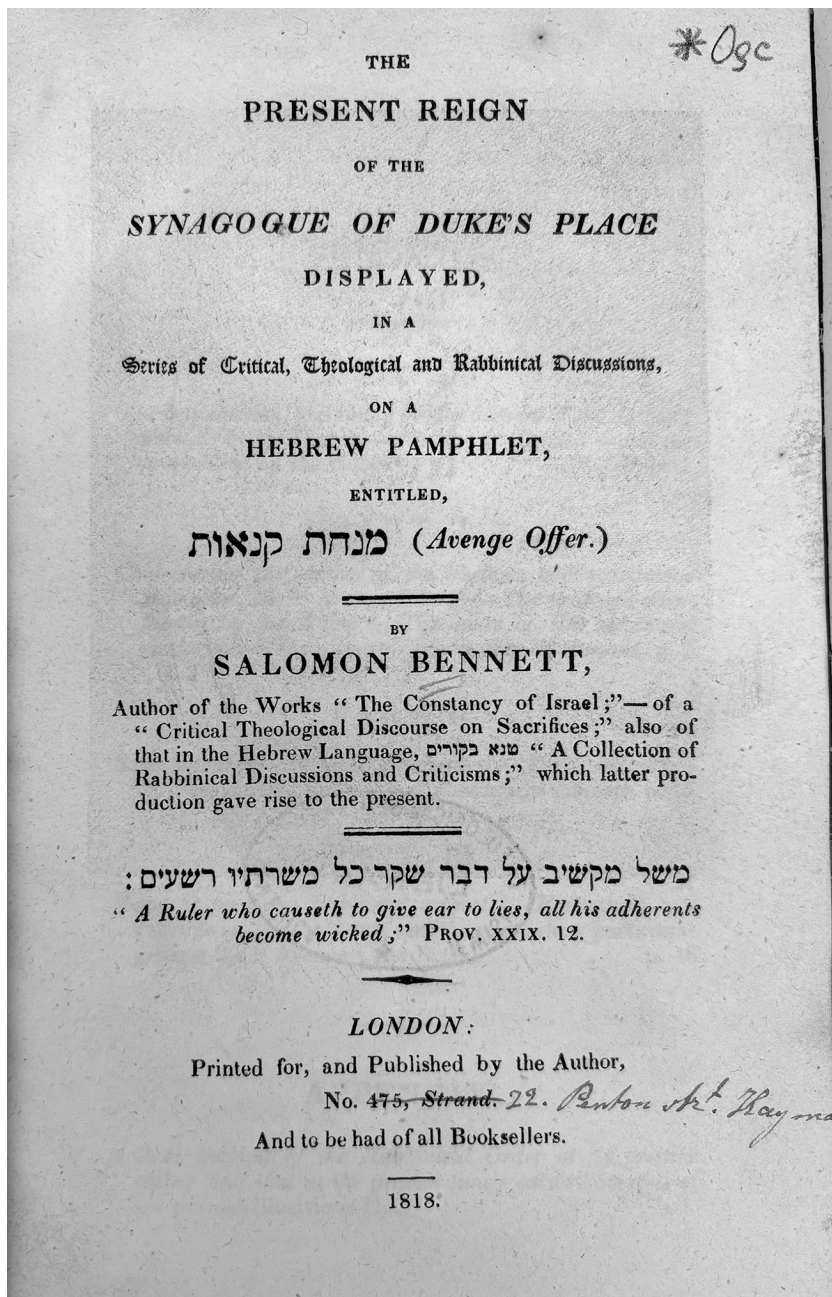 *Ogc
THE
PRESENT REIGN
OF THE
SYNAGOGUE OF DUKE'S PLACE
DISPLAYED,
IN A
Series of Critical, Theological and Rabbinical Discussions,
ON A
HEBREW PAMPHLET,
ENTITLED,
מנחת קנאות (Avenge Offer.)
BY
SALOMON BENNETT,
Author of the Works “ The Constancy of Israel ;”—of a
“ Critical Theological Discourse on Sacrifices ;” also of
that in the Hebrew Language, טנא בקורים “ A Collection of
Rabbinical Discussions and Criticisms ;” which latter pro-
duction gave rise to the present.
משל מקשיב על דבר שקר כל משרתיו רשעים :
“ A Ruler who causeth to give ear to lies, all his adherents
become wicked ;” PROV. XXIX. 12.
LONDON:
Printed for, and Published by the Author,
No. 475, Strand. 22. Penton Str.t. Hayma
And to be had of all Booksellers.
1818.